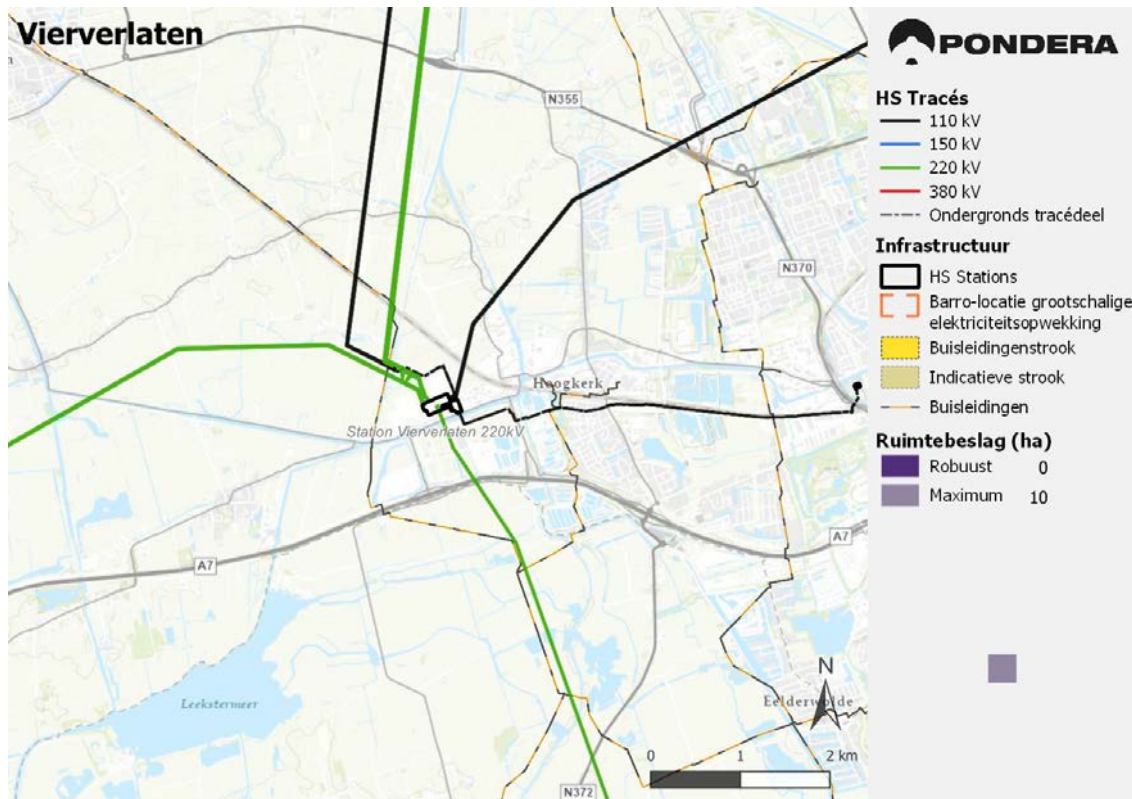 Vierverlaten
N355
N370
Hoogkerk
Station Vierverlaten 220kV
A7
A7
Leekstermeer
Eelderwolde
N
0 1 2 km
N372
PONDERA
HS Tracés
110 kV
150 kV
220 kV
380 kV
Ondergronds tracédeel
Infrastructuur
HS Stations
Barro-locatie grootschalige
elektriciteitsopwekking
Buisleidingenstrook
Indicatieve strook
Buisleidingen
Ruimtebeslag (ha)
Robuust 0
Maximum 10